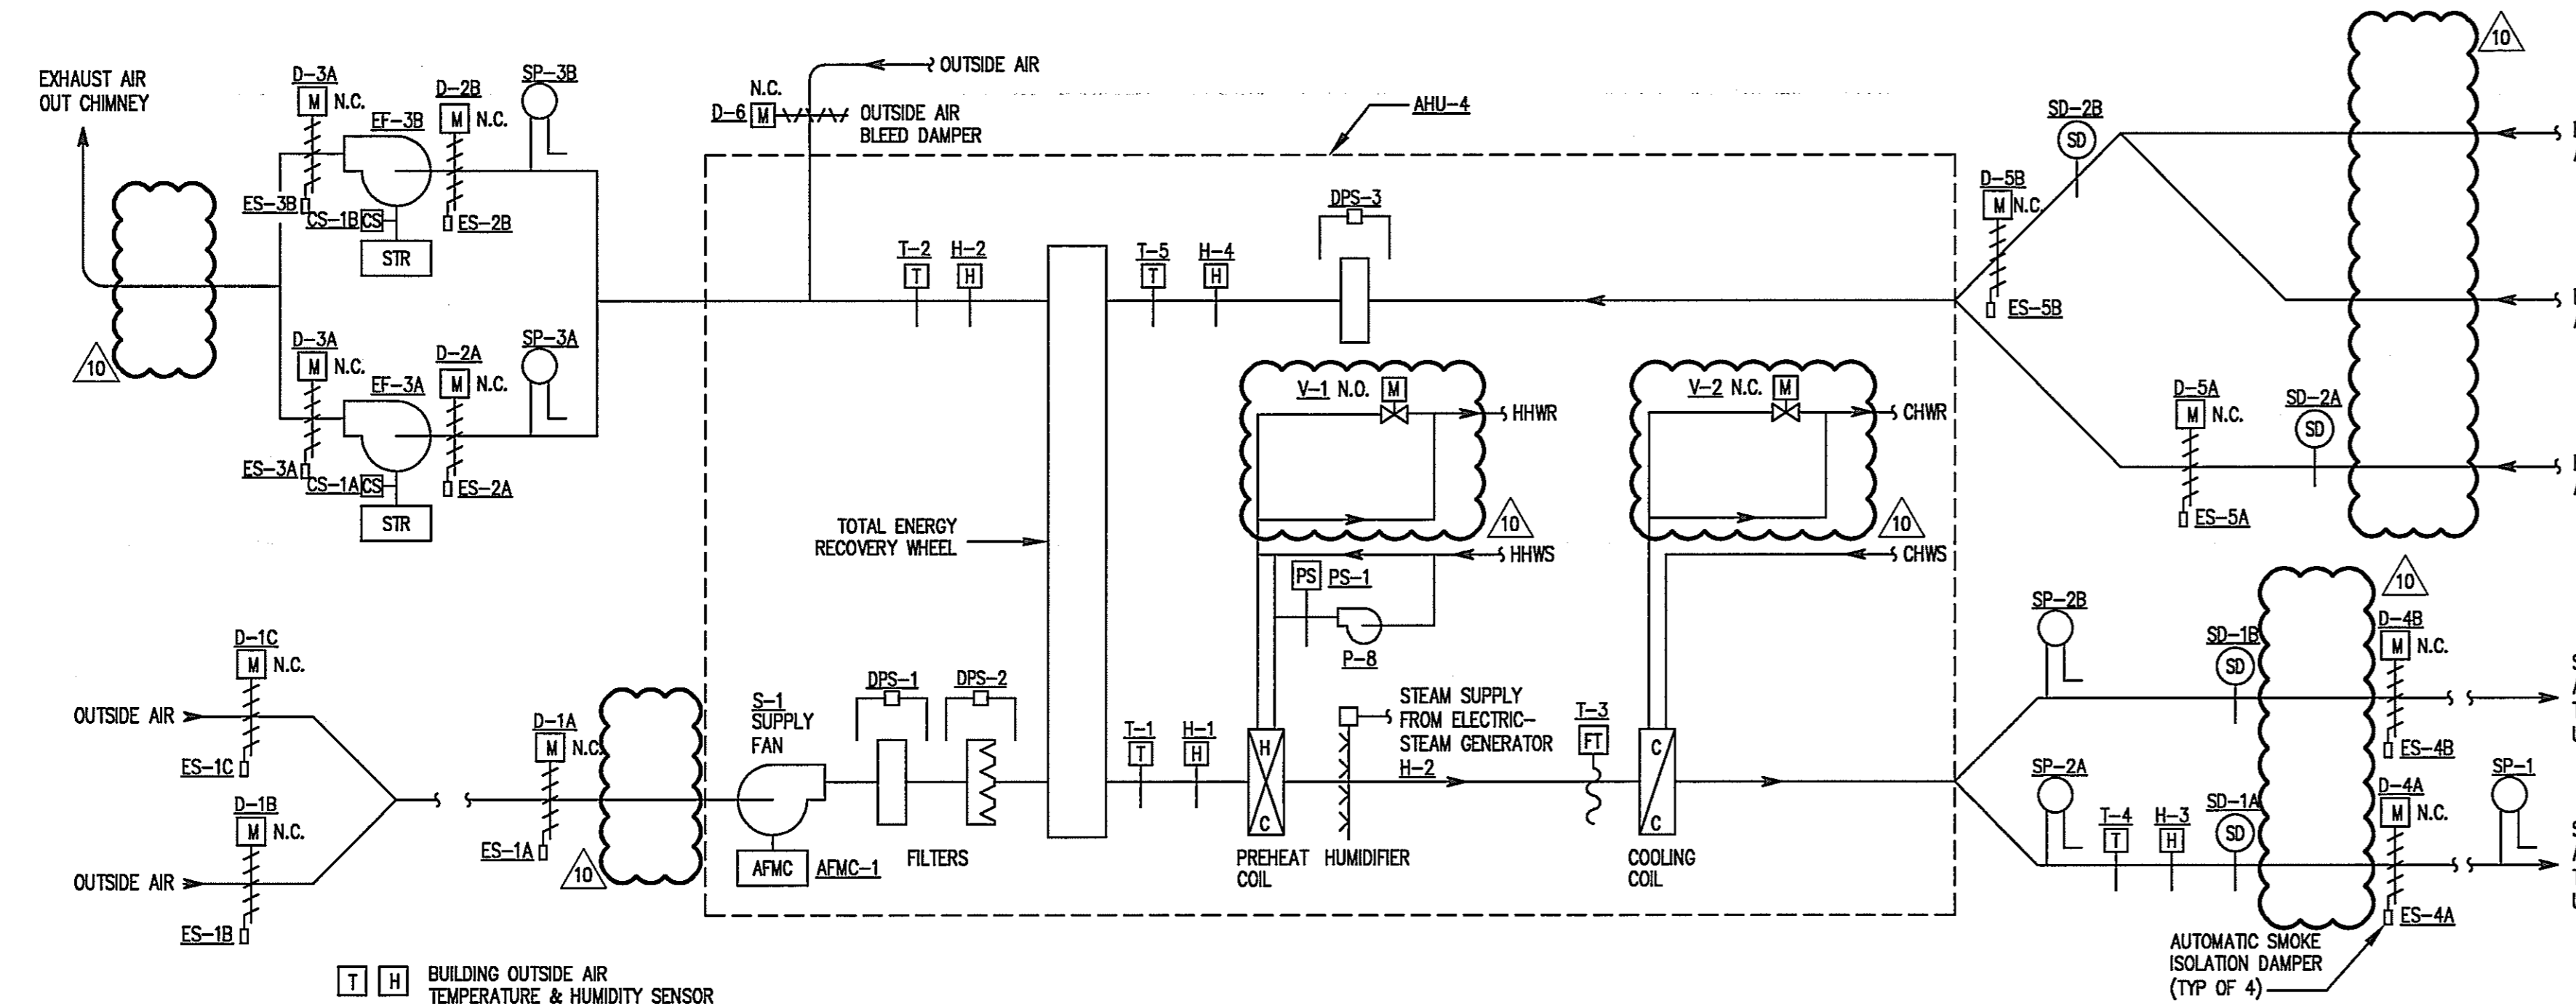 EXHAUST AIR
OUT CHIMNEY
D-3A
M N.C.
EF-3B
D-2B
M N.C.
SP-3B
ES-3B
CS-1B CS
ES-2B
STR
10
D-3A
M N.C.
EF-3A
D-2A
M N.C.
SP-3A
ES-3A
CS-1A CS
ES-2A
STR
OUTSIDE AIR
N.C.
D-6 M
OUTSIDE AIR
BLEED DAMPER
AHU-4
T-2
T
H-2
H
T-5
T
H-4
H
DPS-3
TOTAL ENERGY
RECOVERY WHEEL
V-1 N.O. M
HHWR
10
HHWS
PS PS-1
P-8
V-2 N.C. M
CHWR
10
CHWS
SD-2B
SD
D-5B
M N.C.
ES-5B
10
D-5A
M N.C.
SD-2A
SD
ES-5A
D-1C
M N.C.
OUTSIDE AIR
ES-1C
D-1B
M N.C.
OUTSIDE AIR
ES-1B
D-1A
M N.C.
ES-1A
10
S-1
SUPPLY
FAN
AFMC AFMC-1
DPS-1
DPS-2
FILTERS
T-1
T
H-1
H
H
C
PREHEAT
COIL
HUMIDIFIER
STEAM SUPPLY
FROM ELECTRIC-
STEAM GENERATOR
H-2
T-3
FT
C
C
COOLING
COIL
SP-2B
SD-1B
SD
10
D-4B
M N.C.
ES-4B
SP-2A
T-4
T
H-3
H
SD-1A
SD
D-4A
M N.C.
ES-4A
SP-1
AUTOMATIC SMOKE
ISOLATION DAMPER
(TYP OF 4)
T H
BUILDING OUTSIDE AIR
TEMPERATURE & HUMIDITY SENSOR